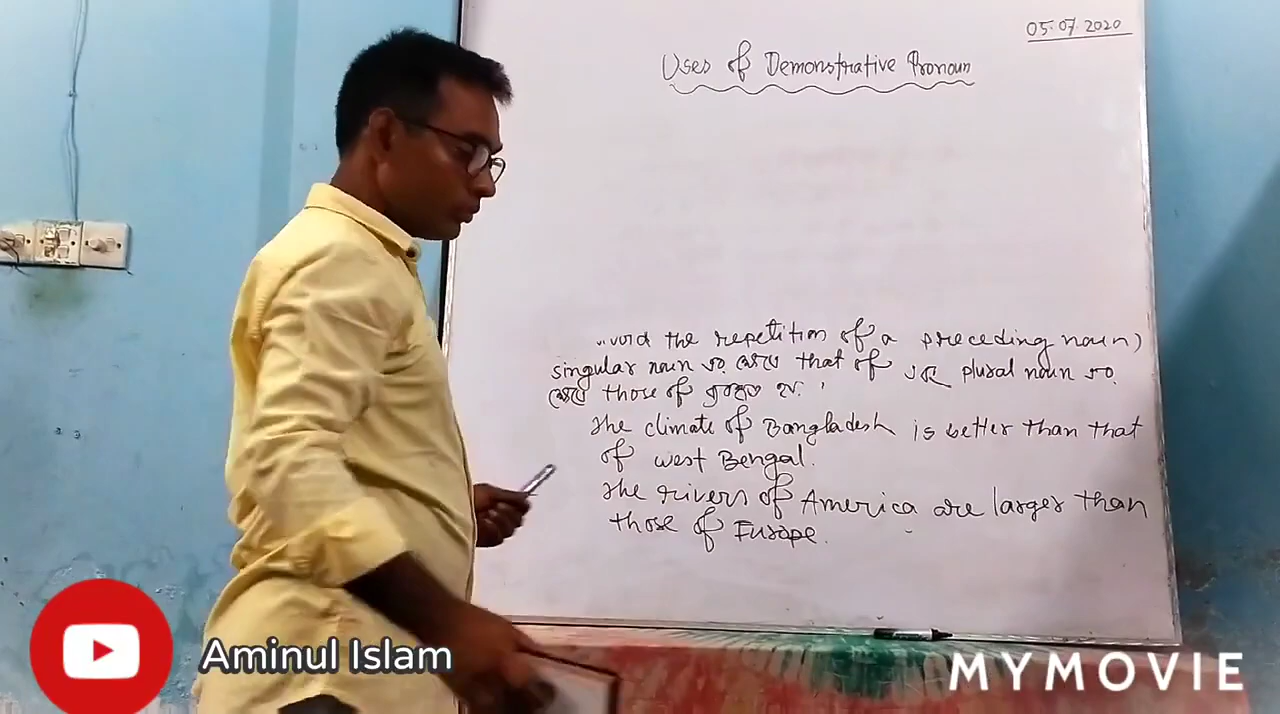 05.07.2020
Uses of Demonstrative Pronoun
void the repetition of a preceding noun)
singular noun এর ক্ষেত্রে that of এবং plural noun এর
ক্ষেত্রে those of ব্যবহৃত হয়।
The climate of Bangladesh is better than that
of west Bengal.
The rivers of America are larger than
those of Europe.
Aminul Islam
MYMOVIE